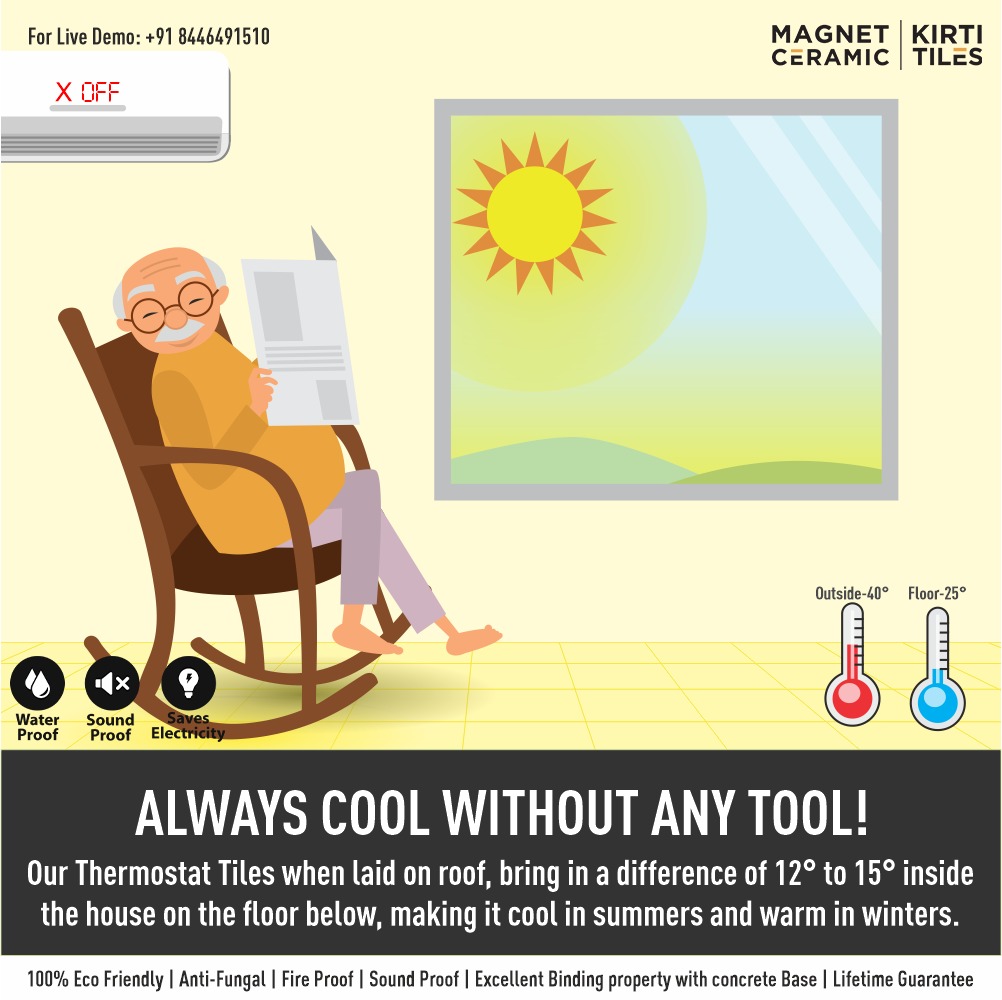 For Live Demo: +91 8446491510
MAGNET
CERAMIC
KIRTI
TILES
X OFF
Outside-40°
Floor-25°
Water
Proof
Sound
Proof
Saves
Electricity
ALWAYS COOL WITHOUT ANY TOOL!
Our Thermostat Tiles when laid on roof, bring in a difference of 12° to 15° inside
the house on the floor below, making it cool in summers and warm in winters.
100% Eco Friendly | Anti-Fungal | Fire Proof | Sound Proof | Excellent Binding property with concrete Base | Lifetime Guarantee